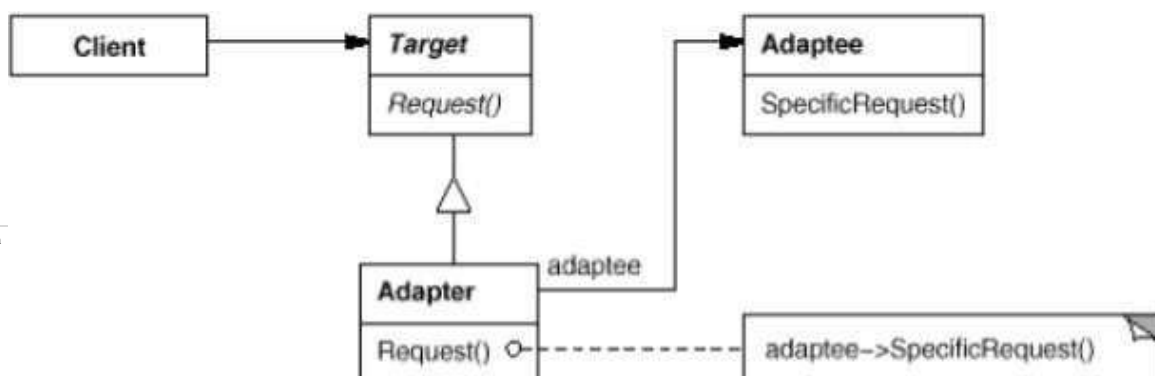 Client
Target
Request()
Adaptee
SpecificRequest()
adaptee
Adapter
Request()
adaptee->SpecificRequest()